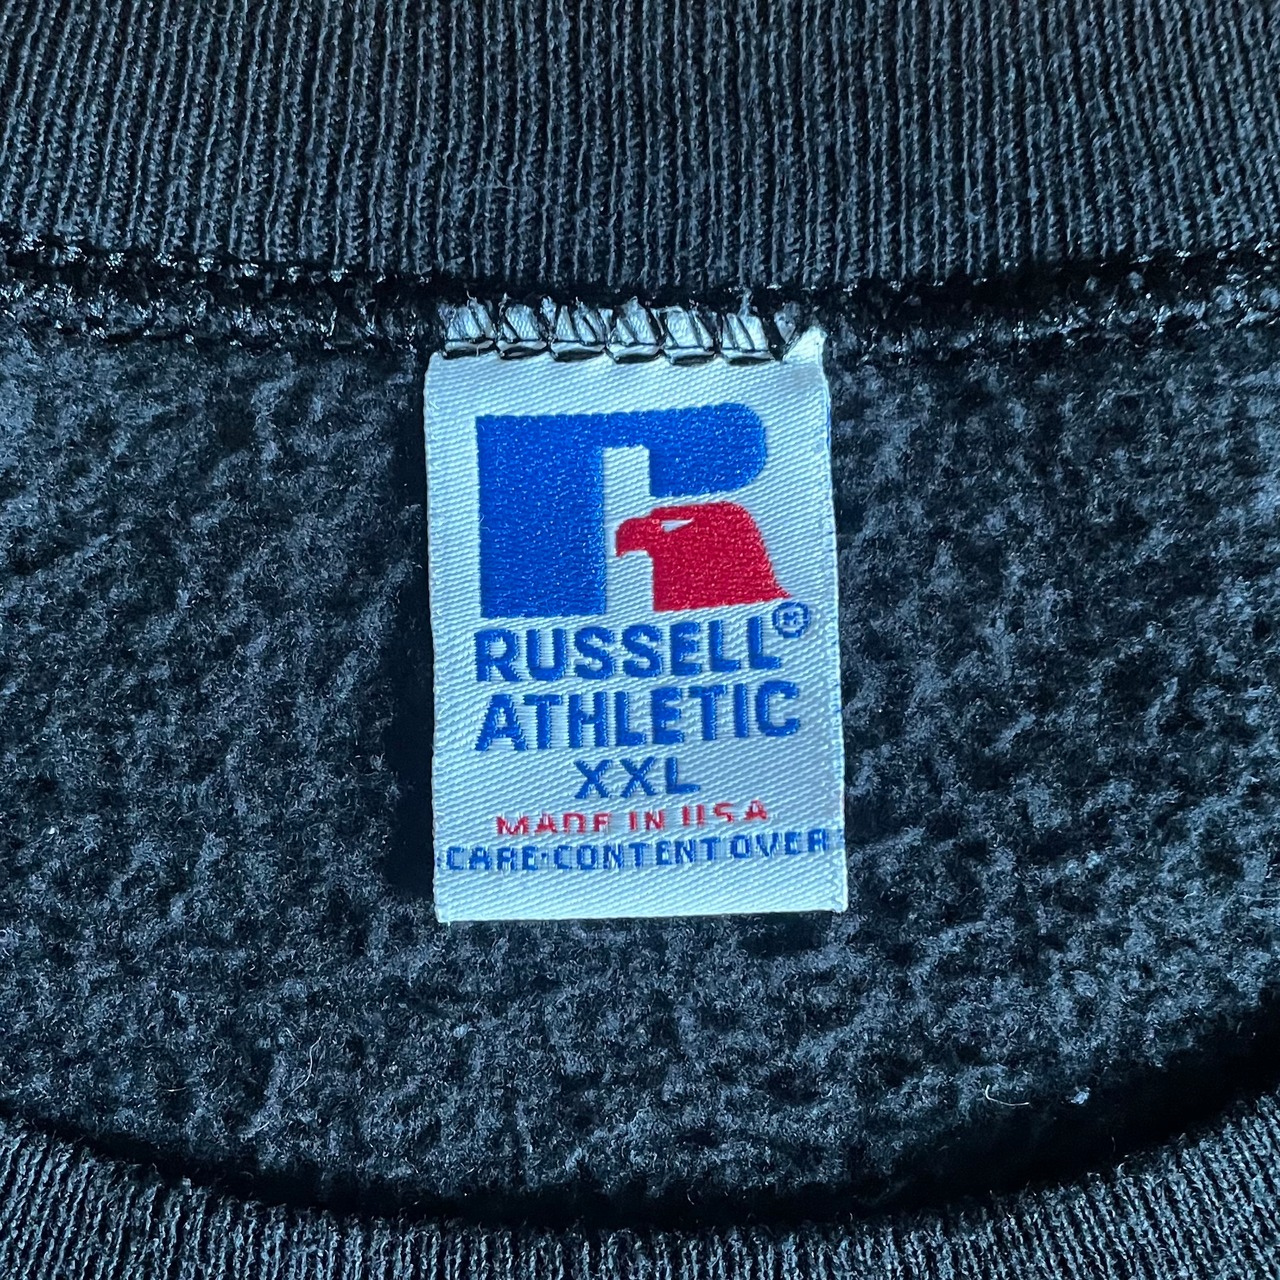 RUSSELL®
ATHLETIC
XXL
MADE IN USA
CARE·CONTENT OVER